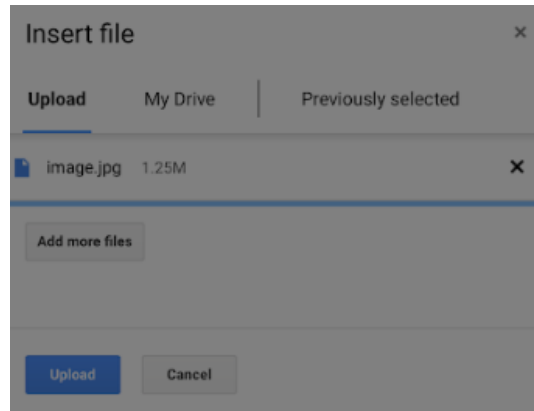 Insert file ×
Upload My Drive Previously selected
image.jpg 1.25M ×
Add more files
Upload Cancel